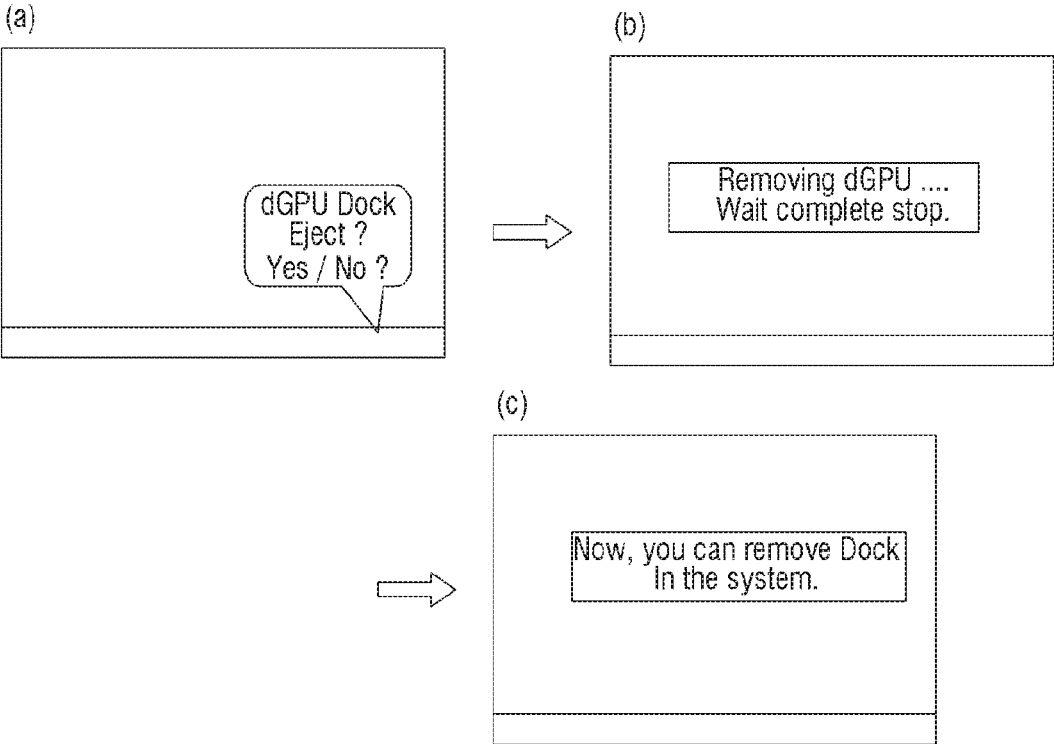 (a)
dGPU Dock
Eject ?
Yes / No ?
(b)
Removing dGPU ....
Wait complete stop.
(c)
Now, you can remove Dock
In the system.